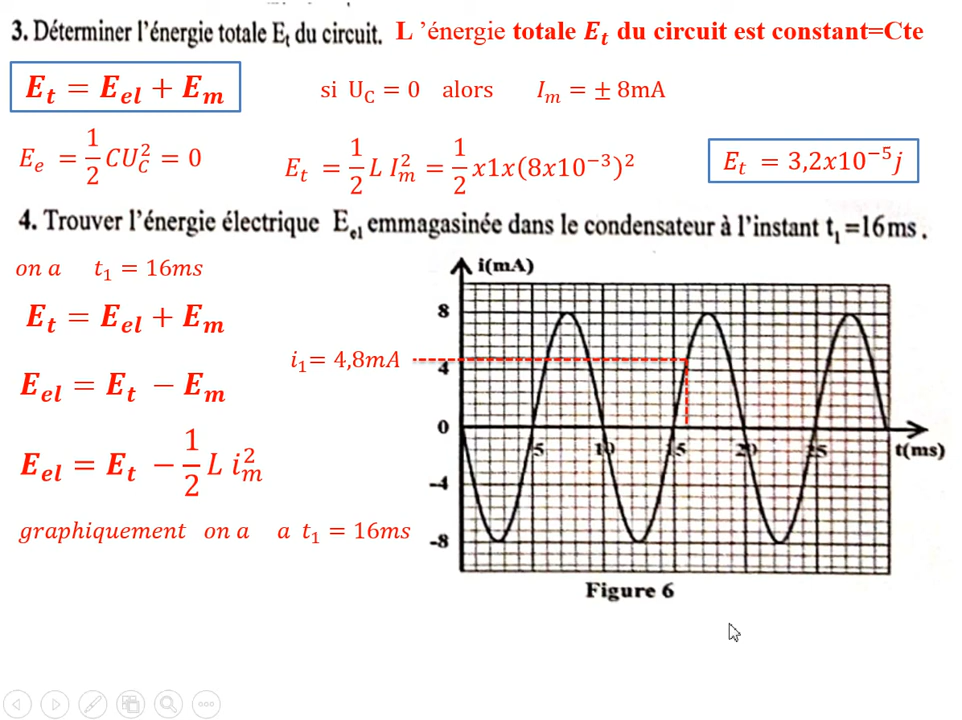 3. Déterminer l'énergie totale Et du circuit. L 'énergie totale Et du circuit est constant=Cte
Et = Eel + Em si UC = 0 alors Im = ± 8mA
Ee = 1/2 CUC² = 0 Et = 1/2 L Im² = 1/2 x1x(8x10⁻³)² Et = 3,2x10⁻⁵j
4. Trouver l'énergie électrique Eel emmagasinée dans le condensateur à l'instant t1=16ms.
on a t1 = 16ms
Et = Eel + Em
Eel = Et − Em
Eel = Et − 1/2 L im²
graphiquement on a a t1 = 16ms
i1= 4,8mA
i(mA)
8
4
0
-4
-8
5 10 15 20 25 t(ms)
Figure 6